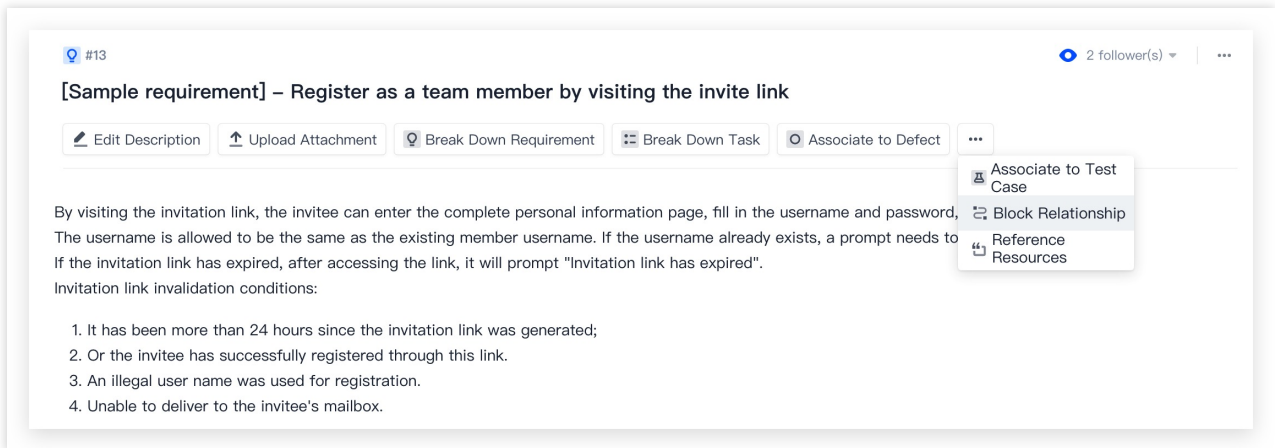 #13
2 follower(s)
[Sample requirement] – Register as a team member by visiting the invite link
Edit Description
Upload Attachment
Break Down Requirement
Break Down Task
Associate to Defect
Associate to Test
Case
Block Relationship
Reference
Resources
By visiting the invitation link, the invitee can enter the complete personal information page, fill in the username and password,
The username is allowed to be the same as the existing member username. If the username already exists, a prompt needs to
If the invitation link has expired, after accessing the link, it will prompt "Invitation link has expired".
Invitation link invalidation conditions:
1. It has been more than 24 hours since the invitation link was generated;
2. Or the invitee has successfully registered through this link.
3. An illegal user name was used for registration.
4. Unable to deliver to the invitee's mailbox.